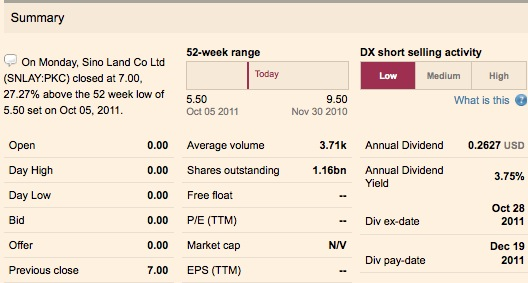 Summary
On Monday, Sino Land Co Ltd
(SNLAY:PKC) closed at 7.00,
27.27% above the 52 week low of
5.50 set on Oct 05, 2011.
52-week range
Today
5.50 9.50
Oct 05 2011 Nov 30 2010
DX short selling activity
Low Medium High
What is this ?
Open 0.00
Day High 0.00
Day Low 0.00
Bid 0.00
Offer 0.00
Previous close 7.00
Average volume 3.71k
Shares outstanding 1.16bn
Free float --
P/E (TTM) --
Market cap N/V
EPS (TTM) --
Annual Dividend 0.2627 USD
Annual Dividend
Yield 3.75%
Div ex-date Oct 28
2011
Div pay-date Dec 19
2011